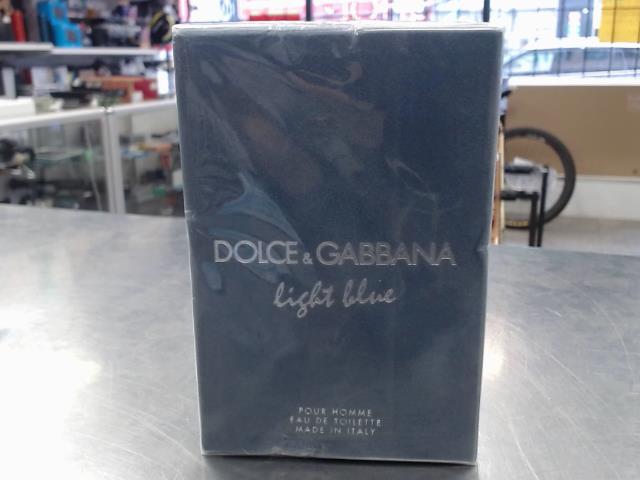 DOLCE & GABBANA
light blue
POUR HOMME
EAU DE TOILETTE
MADE IN ITALY